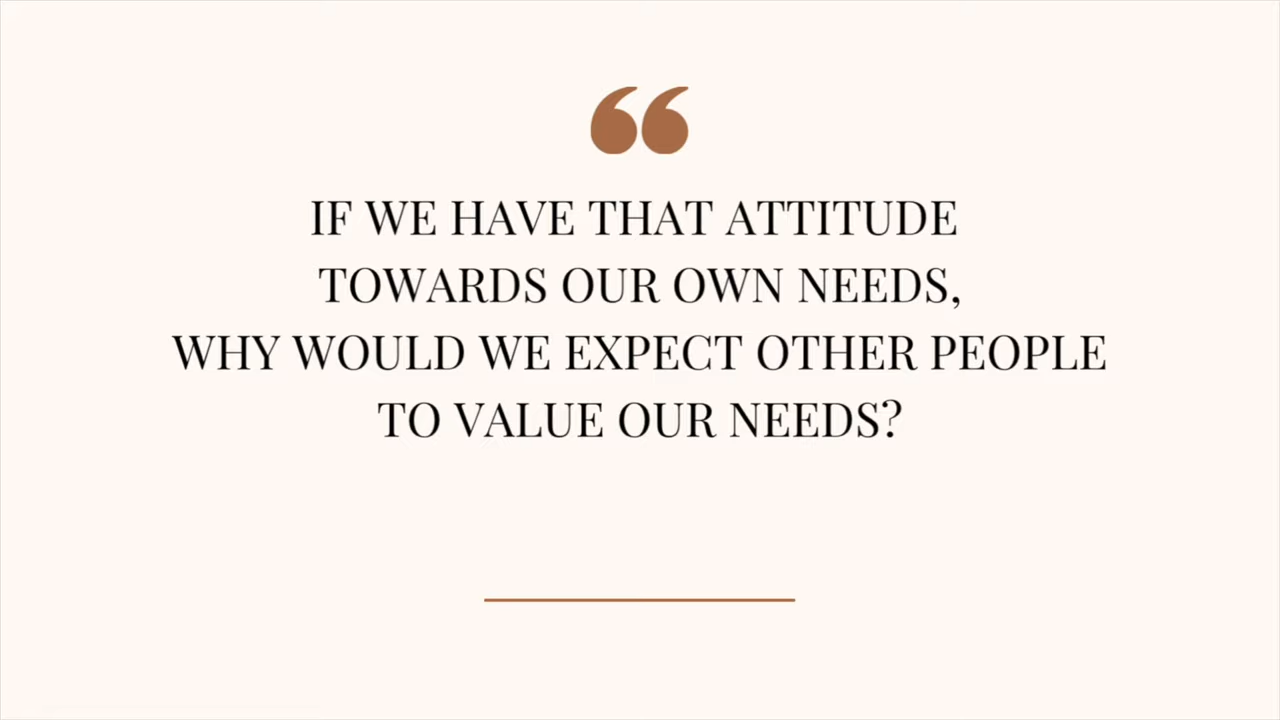 “
IF WE HAVE THAT ATTITUDE
TOWARDS OUR OWN NEEDS,
WHY WOULD WE EXPECT OTHER PEOPLE
TO VALUE OUR NEEDS?